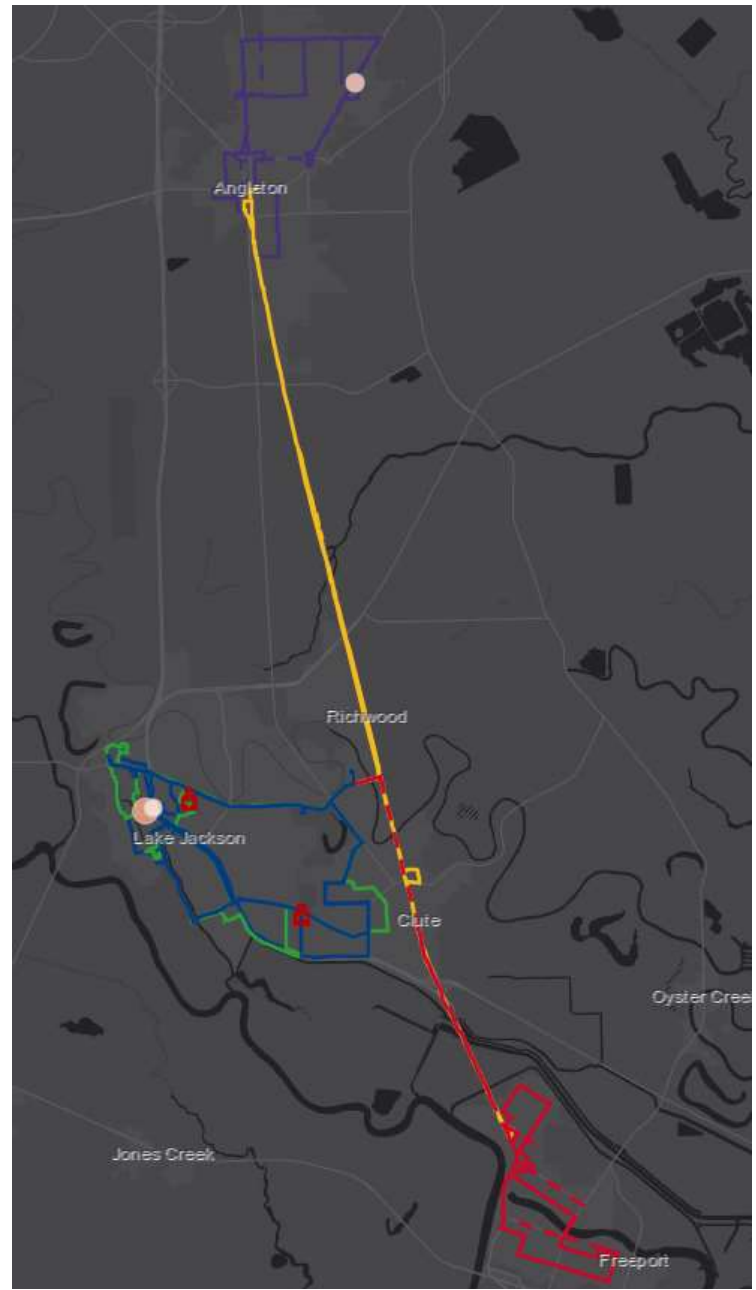 Angleton
Richwood
Lake Jackson
Clute
Oyster Cree
Jones Creek
Freeport